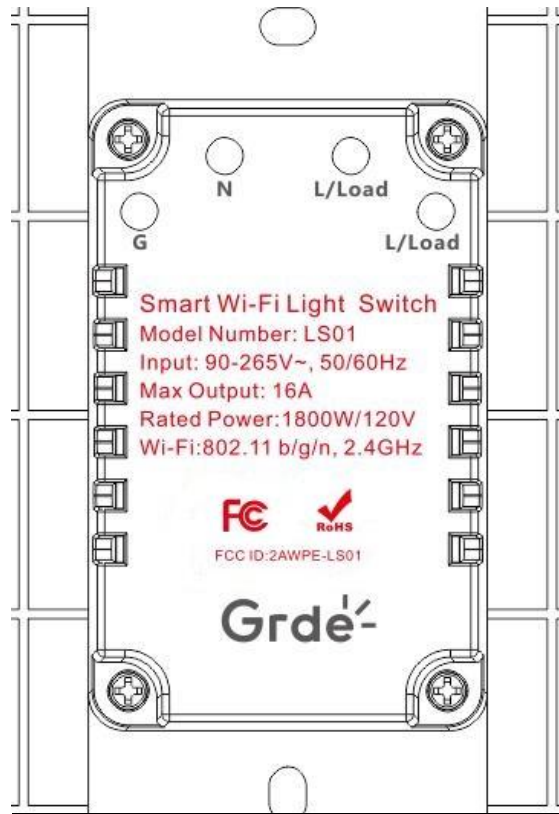 N L/Load
G L/Load
Smart Wi-Fi Light Switch
Model Number: LS01
Input: 90-265V~, 50/60Hz
Max Output: 16A
Rated Power:1800W/120V
Wi-Fi:802.11 b/g/n, 2.4GHz
FC RoHS
FCC ID:2AWPE-LS01
Grde